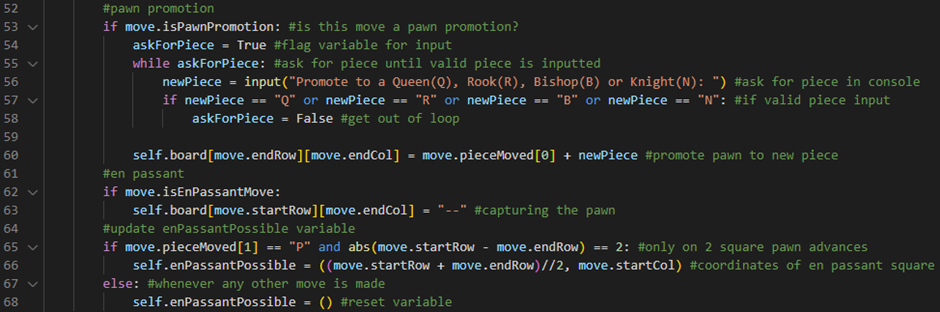 52 #pawn promotion
53 if move.isPawnPromotion: #is this move a pawn promotion?
54 askForPiece = True #flag variable for input
55 while askForPiece: #ask for piece until valid piece is inputted
56 newPiece = input("Promote to a Queen(Q), Rook(R), Bishop(B) or Knight(N): ") #ask for piece in console
57 if newPiece == "Q" or newPiece == "R" or newPiece == "B" or newPiece == "N": #if valid piece input
58 askForPiece = False #get out of loop
59
60 self.board[move.endRow][move.endCol] = move.pieceMoved[0] + newPiece #promote pawn to new piece
61 #en passant
62 if move.isEnPassantMove:
63 self.board[move.startRow][move.endCol] = "--" #capturing the pawn
64 #update enPassantPossible variable
65 if move.pieceMoved[1] == "P" and abs(move.startRow - move.endRow) == 2: #only on 2 square pawn advances
66 self.enPassantPossible = ((move.startRow + move.endRow)//2, move.startCol) #coordinates of en passant square
67 else: #whenever any other move is made
68 self.enPassantPossible = () #reset variable